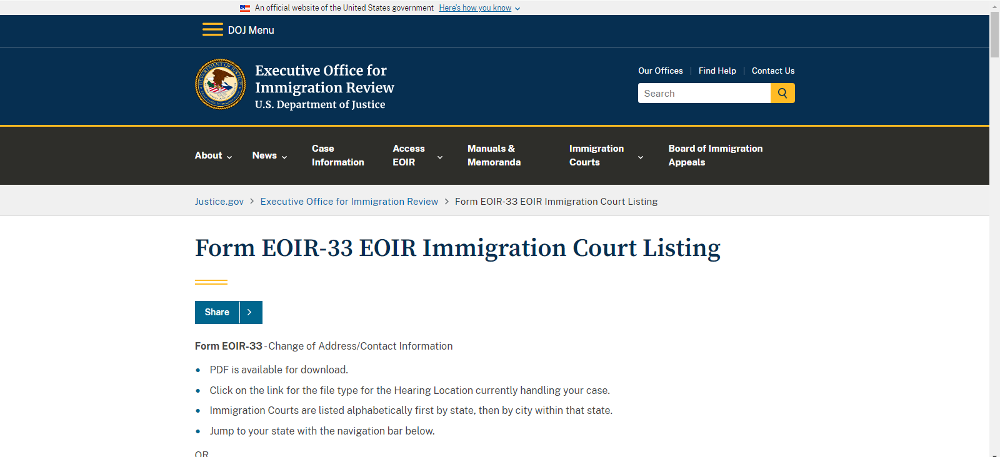 An official website of the United States government Here's how you know
DOJ Menu
Executive Office for
Immigration Review
U.S. Department of Justice
Our Offices Find Help Contact Us
Search
About
News
Case
Information
Access
EOIR
Manuals &
Memoranda
Immigration
Courts
Board of Immigration
Appeals
Justice.gov Executive Office for Immigration Review Form EOIR-33 EOIR Immigration Court Listing
Form EOIR-33 EOIR Immigration Court Listing
Share
Form EOIR-33 - Change of Address/Contact Information
PDF is available for download.
Click on the link for the file type for the Hearing Location currently handling your case.
Immigration Courts are listed alphabetically first by state, then by city within that state.
Jump to your state with the navigation bar below.
OR